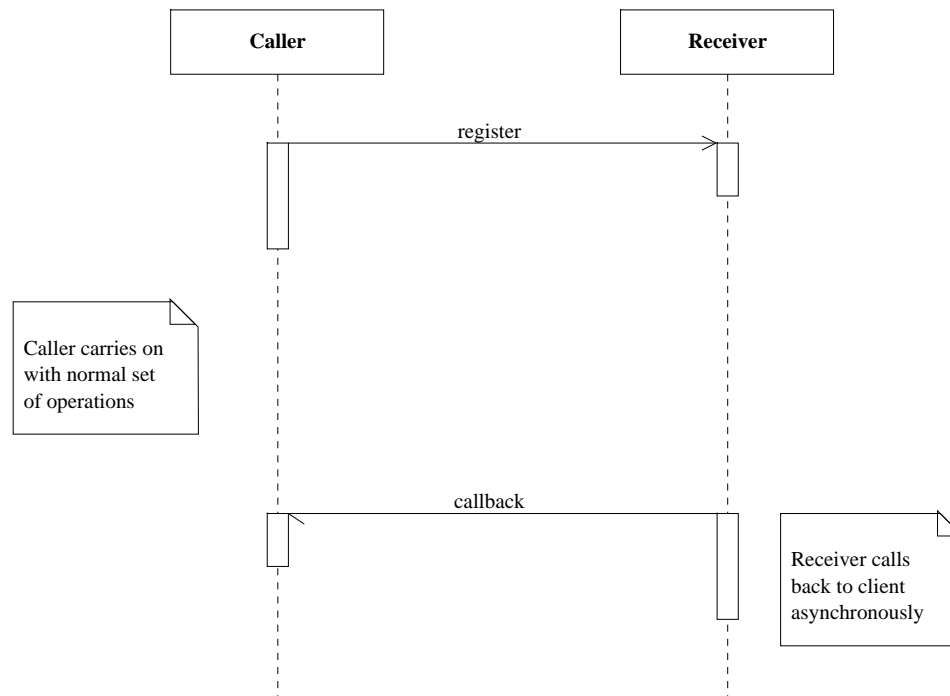 Caller
Receiver
register
Caller carries on
with normal set
of operations
callback
Receiver calls
back to client
asynchronously